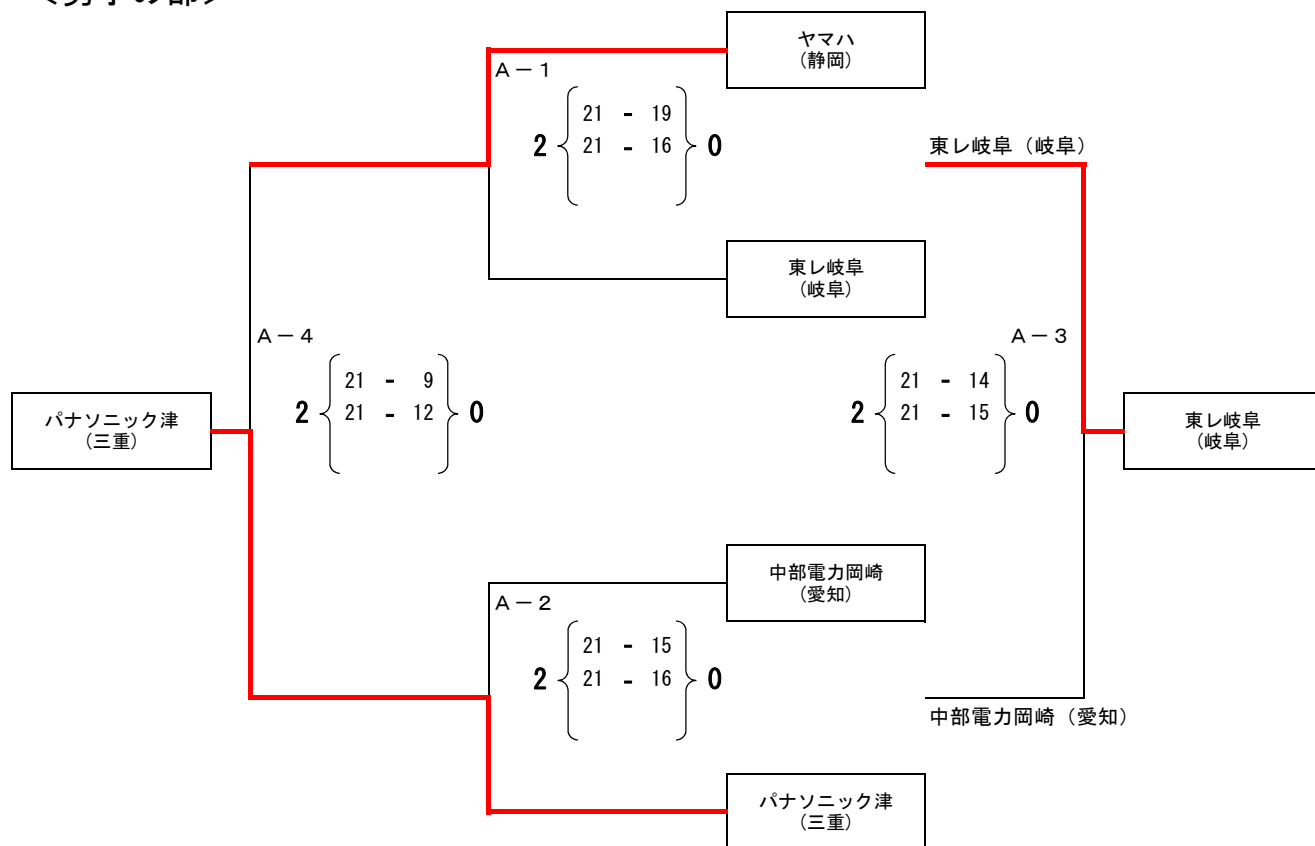 ＜男子の部＞
ヤマハ
(静岡)
Ａ－１
21 - 19
2 21 - 16 0
東レ岐阜（岐阜）
東レ岐阜
(岐阜)
Ａ－４
Ａ－３
21 - 9
2 21 - 12 0
21 - 14
2 21 - 15 0
パナソニック津
(三重)
東レ岐阜
(岐阜)
中部電力岡崎
(愛知)
Ａ－２
21 - 15
2 21 - 16 0
中部電力岡崎（愛知）
パナソニック津
(三重)